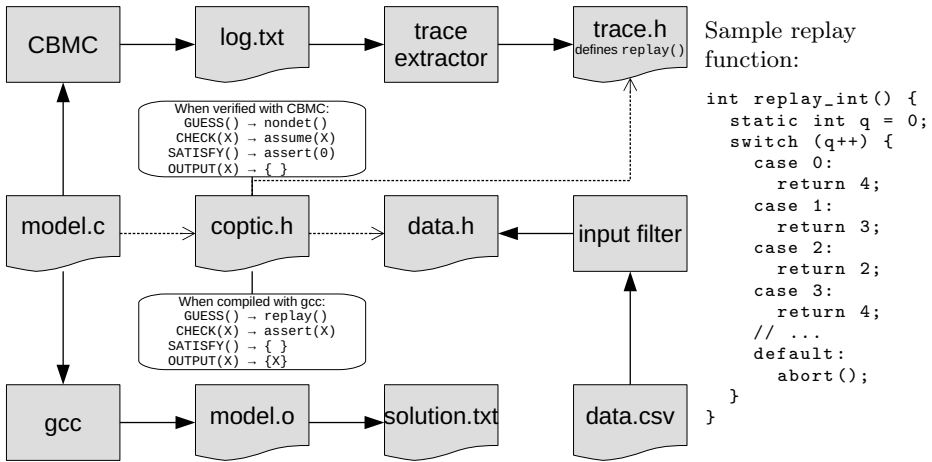 CBMC
log.txt
trace
extractor
trace.h
defines replay()
When verified with CBMC:
GUESS() → nondet()
CHECK(X) → assume(X)
SATISFY() → assert(0)
OUTPUT(X) → { }
model.c
coptic.h
data.h
input filter
When compiled with gcc:
GUESS() → replay()
CHECK(X) → assert(X)
SATISFY() → { }
OUTPUT(X) → {X}
gcc
model.o
solution.txt
data.csv
Sample replay
function:
int replay_int() {
static int q = 0;
switch (q++) {
case 0:
return 4;
case 1:
return 3;
case 2:
return 2;
case 3:
return 4;
// ...
default:
abort();
}
}